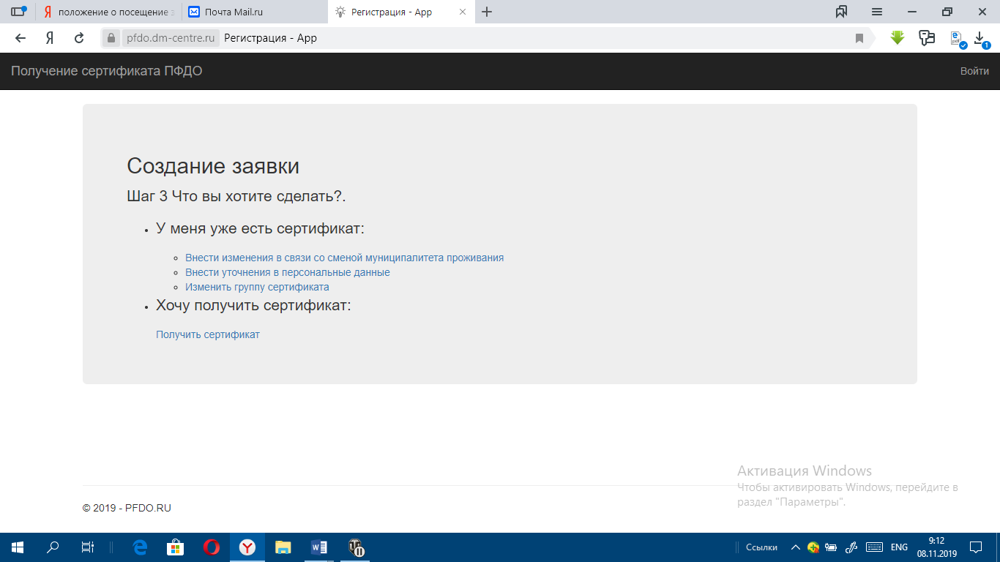 положение о посещение з
Почта Mail.ru
Регистрация - App
pfdo.dm-centre.ru Регистрация - App
Получение сертификата ПФДО
Войти
Создание заявки
Шаг 3 Что вы хотите сделать?.
У меня уже есть сертификат:
Внести изменения в связи со сменой муниципалитета проживания
Внести уточнения в персональные данные
Изменить группу сертификата
Хочу получить сертификат:
Получить сертификат
Активация Windows
Чтобы активировать Windows, перейдите в
раздел "Параметры".
© 2019 - PFDO.RU
Ссылки
ENG
9:12
08.11.2019